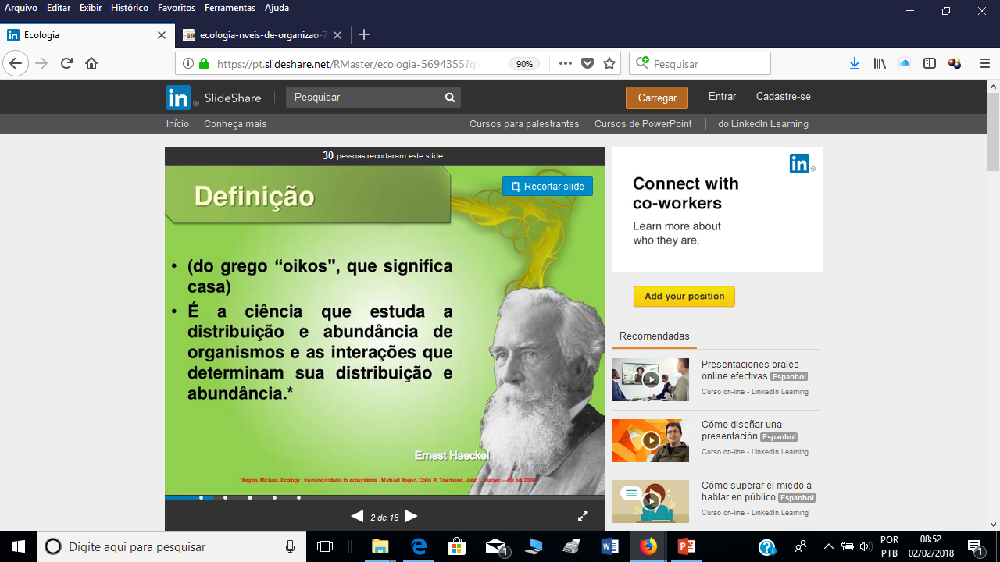 Arquivo Editar Exibir Histórico Favoritos Ferramentas Ajuda
Ecologia
ecologia-nveis-de-organizao-7
https://pt.slideshare.net/RMaster/ecologia-5694355?qi
90%
Pesquisar
in SlideShare
Pesquisar
Carregar
Entrar
Cadastre-se
Início Conheça mais
Cursos para palestrantes Cursos de PowerPoint do LinkedIn Learning
30 pessoas recortaram este slide
Definição
Recortar slide
• (do grego “oikos", que significa
casa)
• É a ciência que estuda a
distribuição e abundância de
organismos e as interações que
determinam sua distribuição e
abundância.*
Ernest Haeckel
*Begon, Michael. Ecology : from individuals to ecosystems / Michael Begon, Colin R. Townsend, John L. Harper.—4th ed. 2006
2 de 18
in
Connect with
co-workers
Learn more about
who they are.
Add your position
Recomendadas
Presentaciones orales
online efectivas Espanhol
Curso on-line - LinkedIn Learning
Cómo diseñar una
presentación Espanhol
Curso on-line - LinkedIn Learning
Cómo superar el miedo a
hablar en público Espanhol
Curso on-line - LinkedIn Learning
Digite aqui para pesquisar
1
POR
PTB
08:52
02/02/2018
1